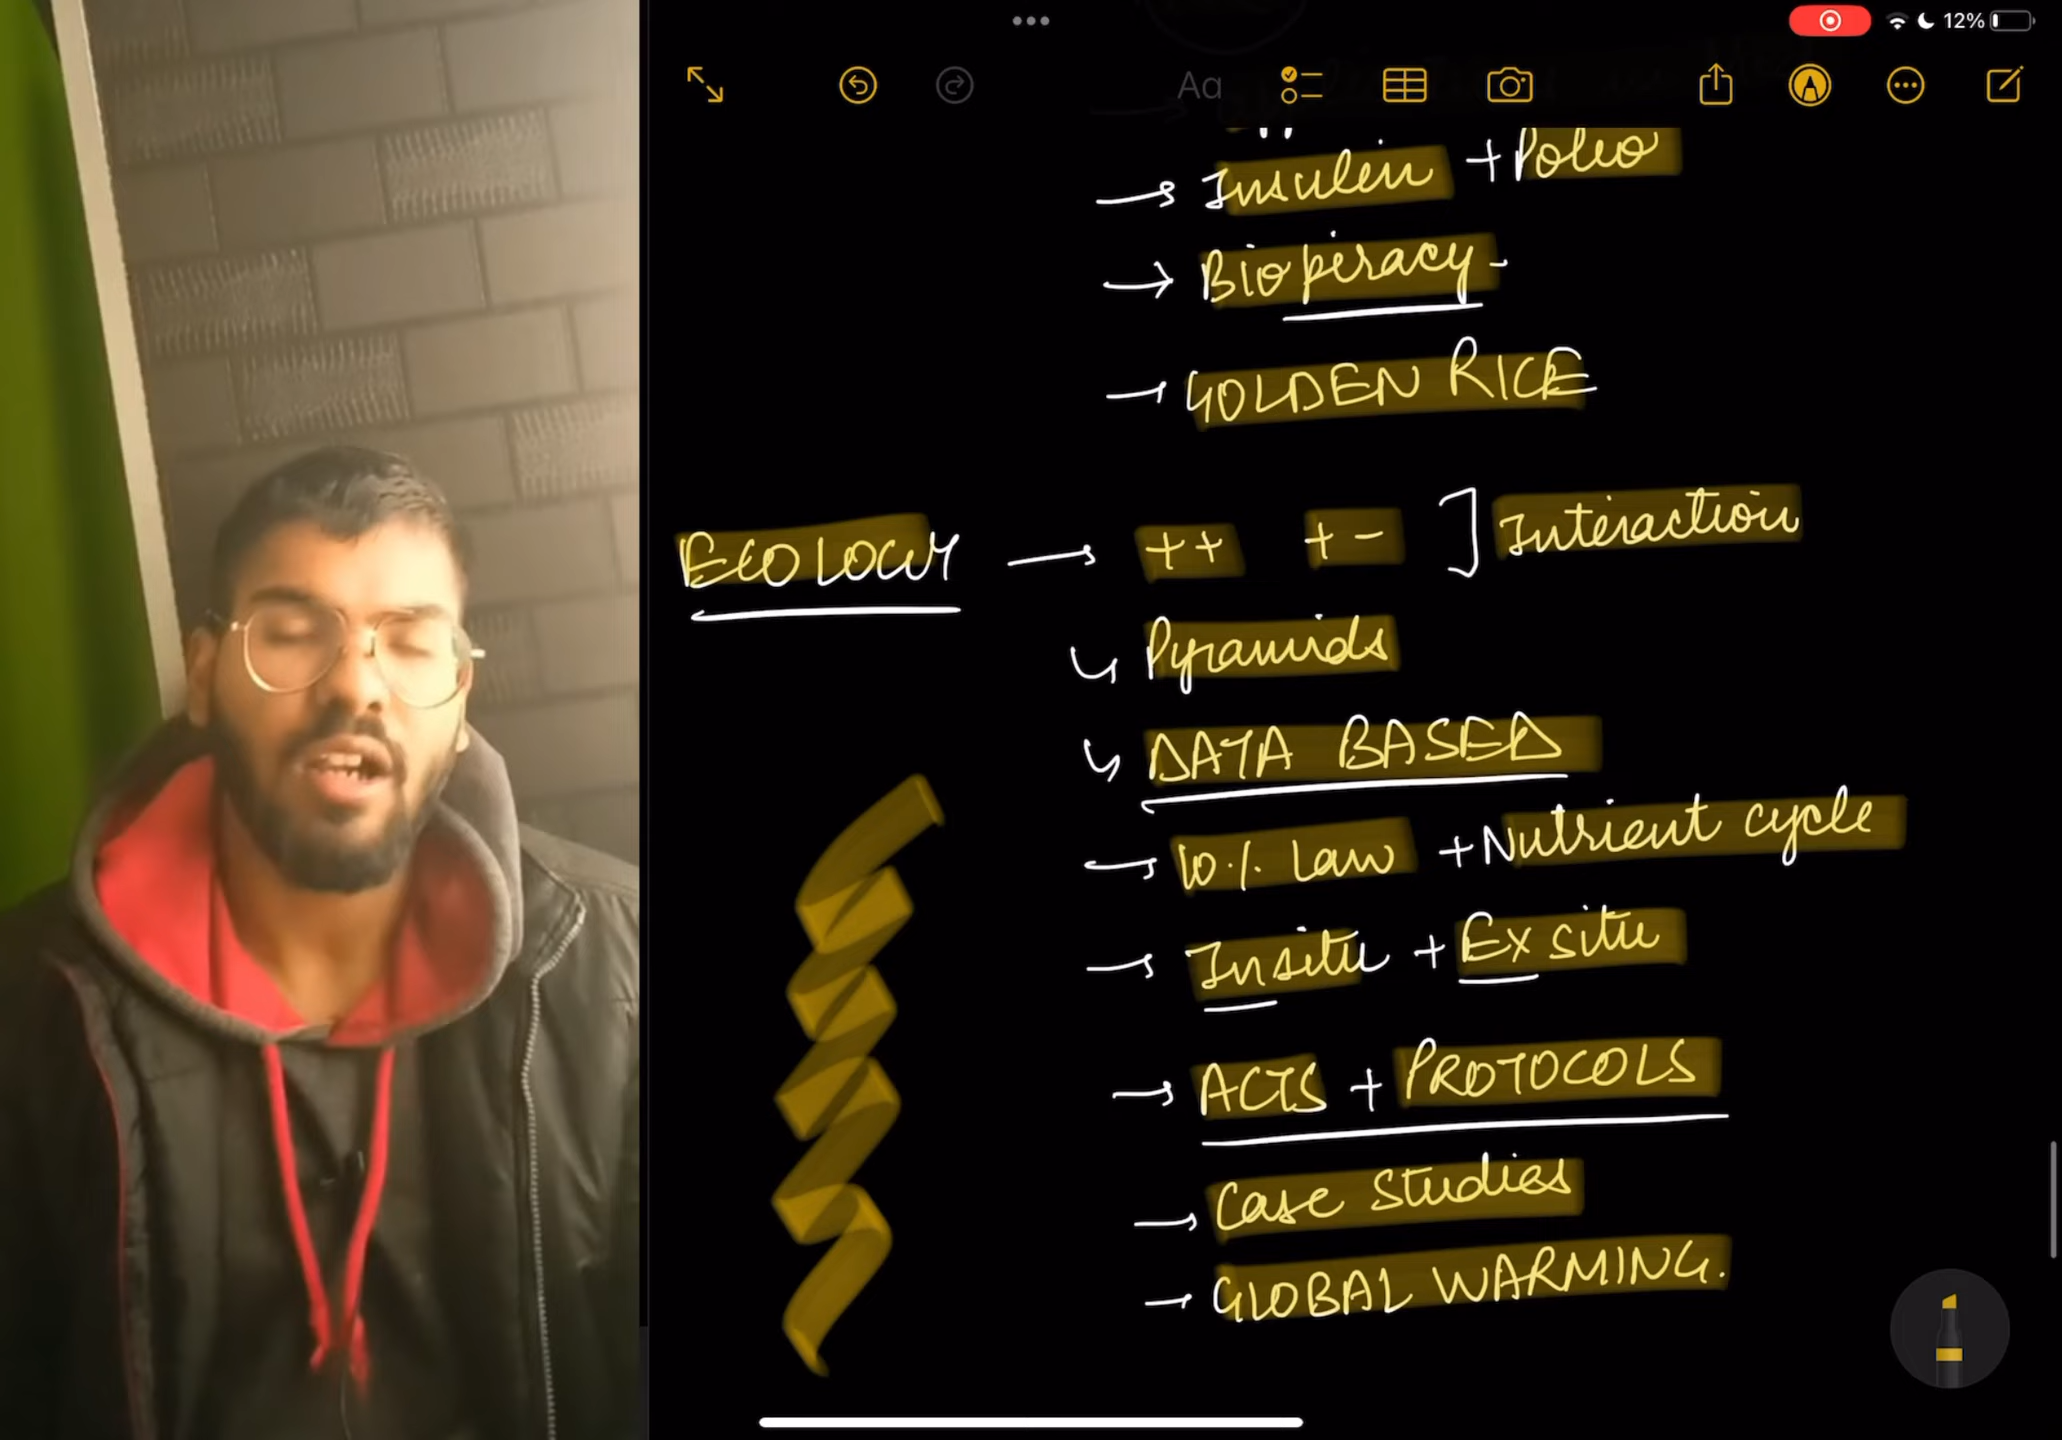 12%
Aa
→ Insulin + Polio
→ Biopiracy -
→ GOLDEN RICE
ECOLOGY → ++ +- ] Interaction
↳ Pyramids
↳ DATA BASED
→ 10% Law + Nutrient cycle
→ Insitu + Ex situ
→ ACTS + PROTOCOLS
→ Case Studies
→ GLOBAL WARMING.